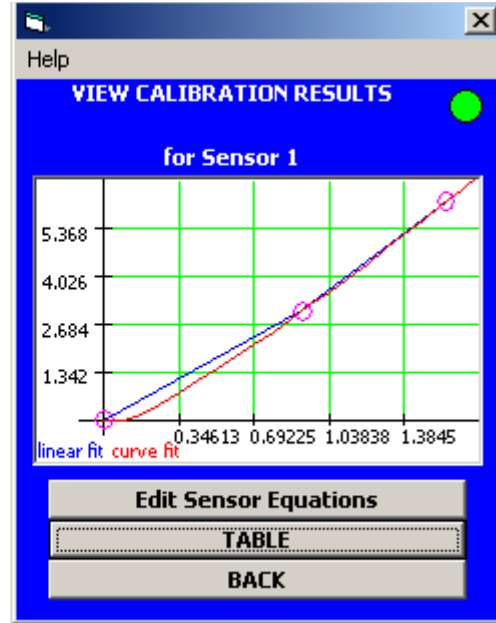 Help
VIEW CALIBRATION RESULTS
for Sensor 1
5.368
4.026
2.684
1.342
0.34613 0.69225 1.03838 1.3845
linear fit curve fit
Edit Sensor Equations
TABLE
BACK